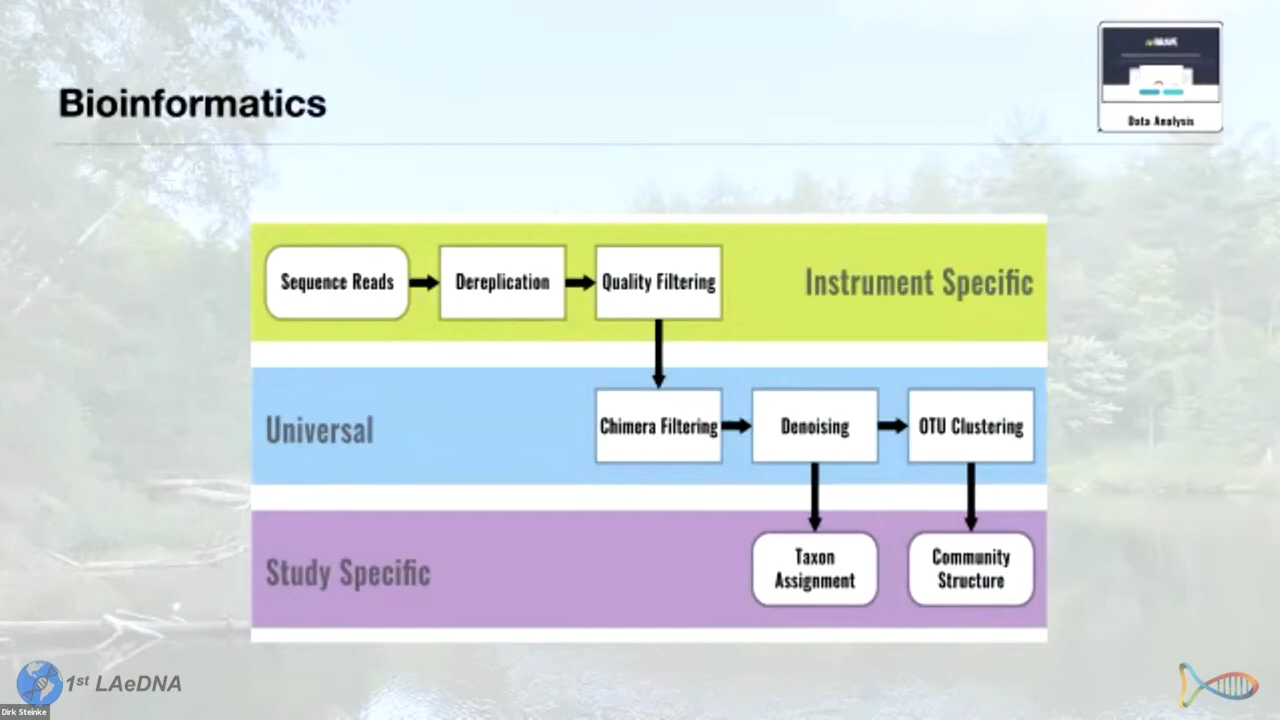 Bioinformatics
Data Analysis
Sequence Reads
Dereplication
Quality Filtering
Instrument Specific
Universal
Chimera Filtering
Denoising
OTU Clustering
Study Specific
Taxon
Assignment
Community
Structure
1st LAeDNA
Dirk Steinke